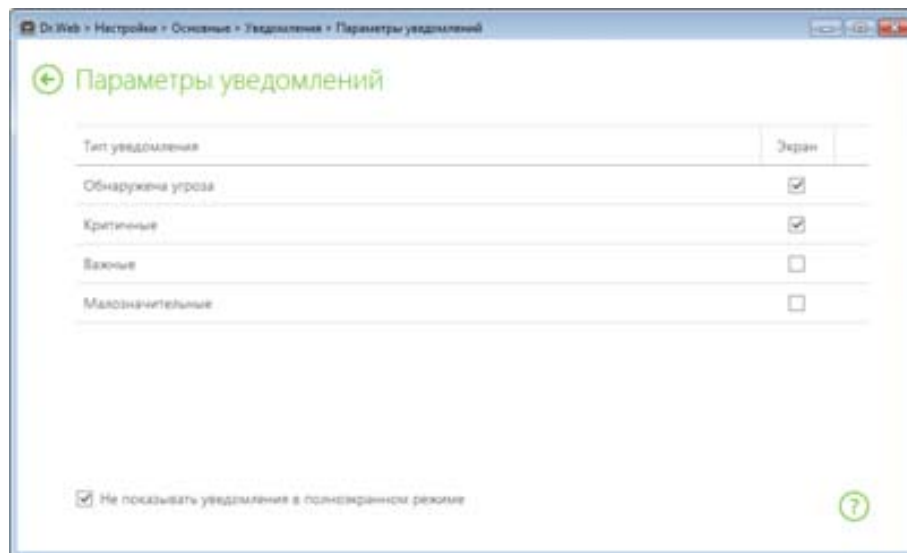 Dr.Web > Настройки > Основные > Уведомления > Параметры уведомлений
Параметры уведомлений
Тип уведомления Экран
Обнаружена угроза
Критичные
Важные
Малозначительные
Не показывать уведомления в полноэкранном режиме
?